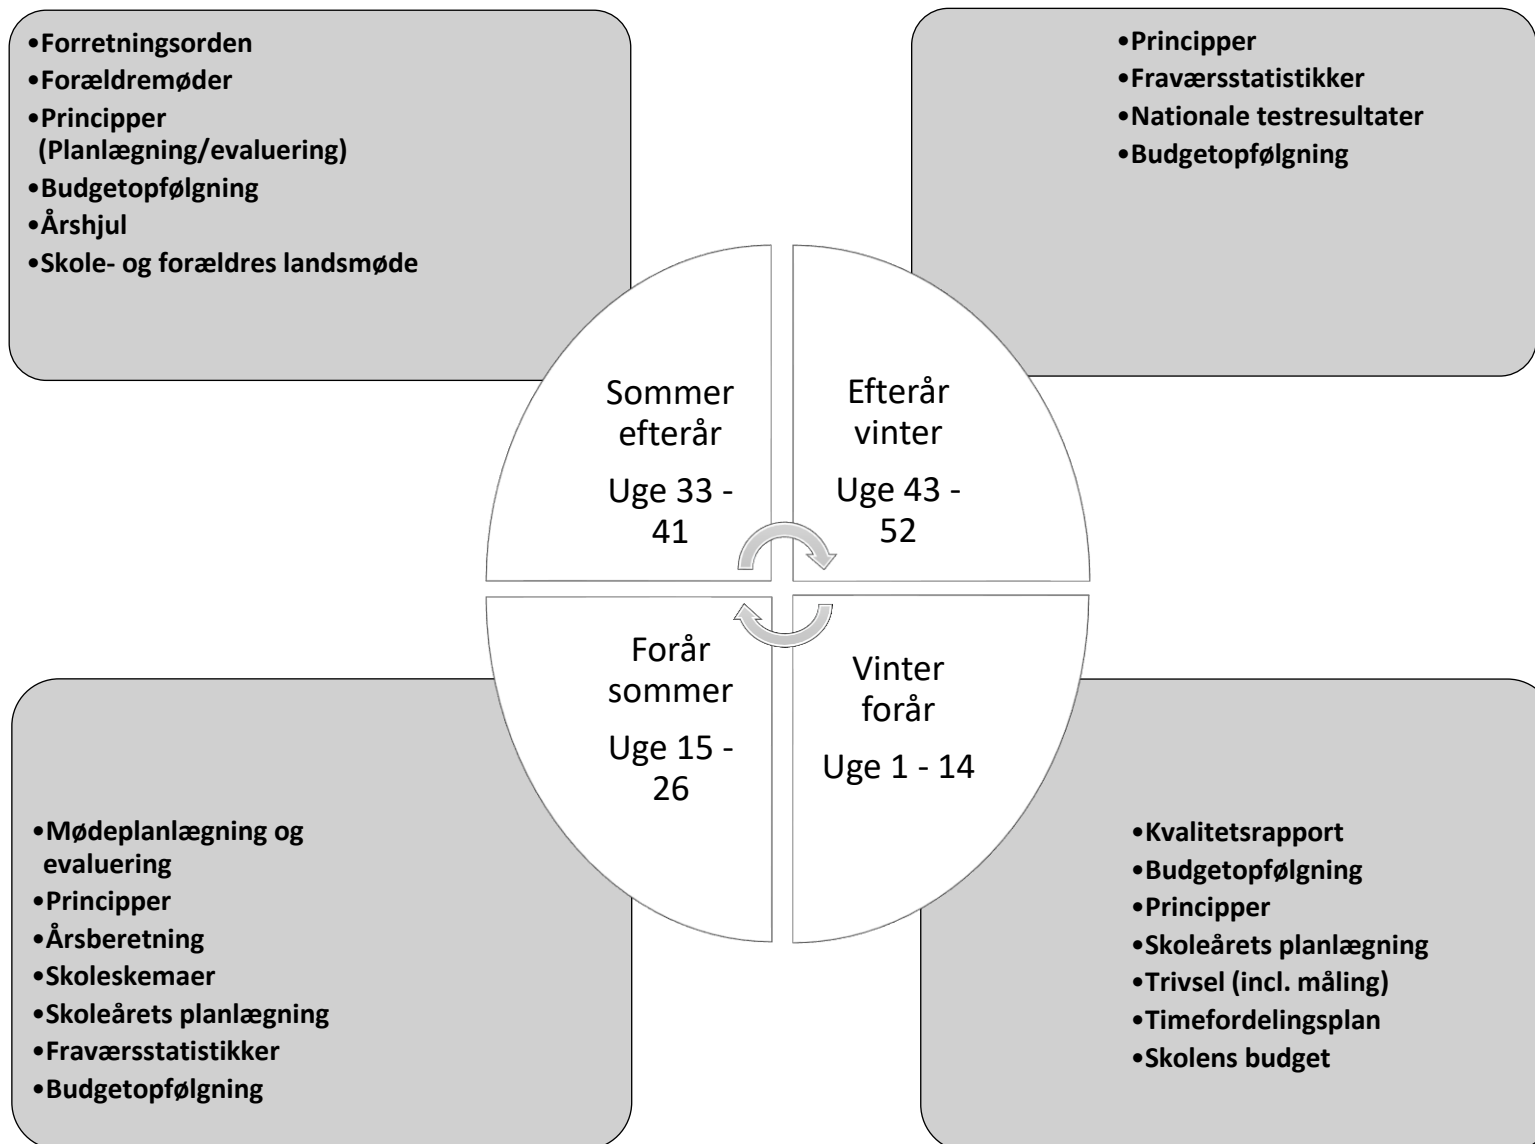 •Forretningsorden
•Forældremøder
•Principper
(Planlægning/evaluering)
•Budgetopfølgning
•Årshjul
•Skole- og forældres landsmøde
•Principper
•Fraværsstatistikker
•Nationale testresultater
•Budgetopfølgning
Sommer
efterår
Uge 33 -
41
Efterår
vinter
Uge 43 -
52
Forår
sommer
Uge 15 -
26
Vinter
forår
Uge 1 - 14
•Mødeplanlægning og
evaluering
•Principper
•Årsberetning
•Skoleskemaer
•Skoleårets planlægning
•Fraværsstatistikker
•Budgetopfølgning
•Kvalitetsrapport
•Budgetopfølgning
•Principper
•Skoleårets planlægning
•Trivsel (incl. måling)
•Timefordelingsplan
•Skolens budget